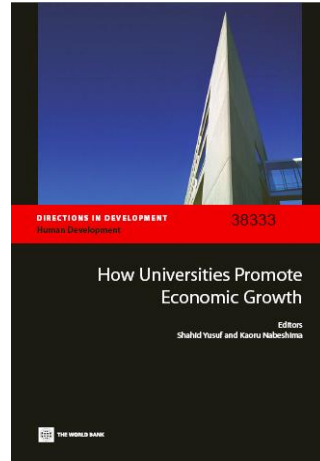 DIRECTIONS IN DEVELOPMENT 38333
Human Development
How Universities Promote
Economic Growth
Editors
Shahid Yusuf and Kaoru Nabeshima
THE WORLD BANK